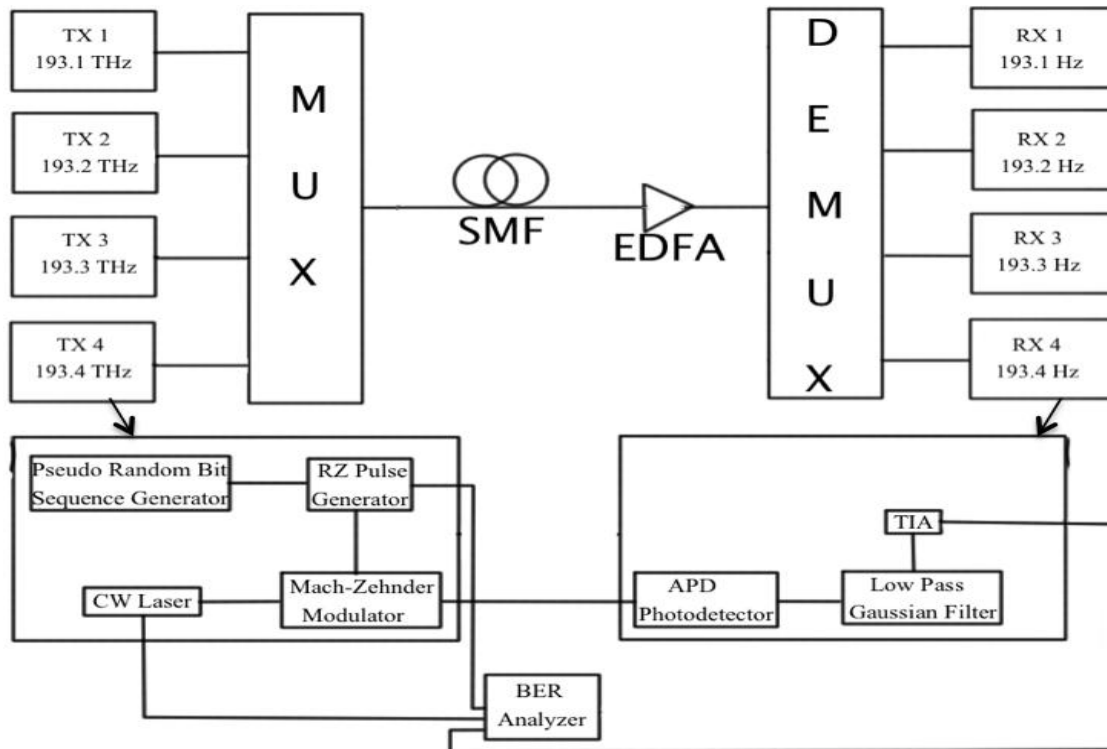 TX 1
193.1 THz
TX 2
193.2 THz
TX 3
193.3 THz
TX 4
193.4 THz
M
U
X
SMF
EDFA
D
E
M
U
X
RX 1
193.1 Hz
RX 2
193.2 Hz
RX 3
193.3 Hz
RX 4
193.4 Hz
Pseudo Random Bit
Sequence Generator
RZ Pulse
Generator
CW Laser
Mach-Zehnder
Modulator
TIA
APD
Photodetector
Low Pass
Gaussian Filter
BER
Analyzer